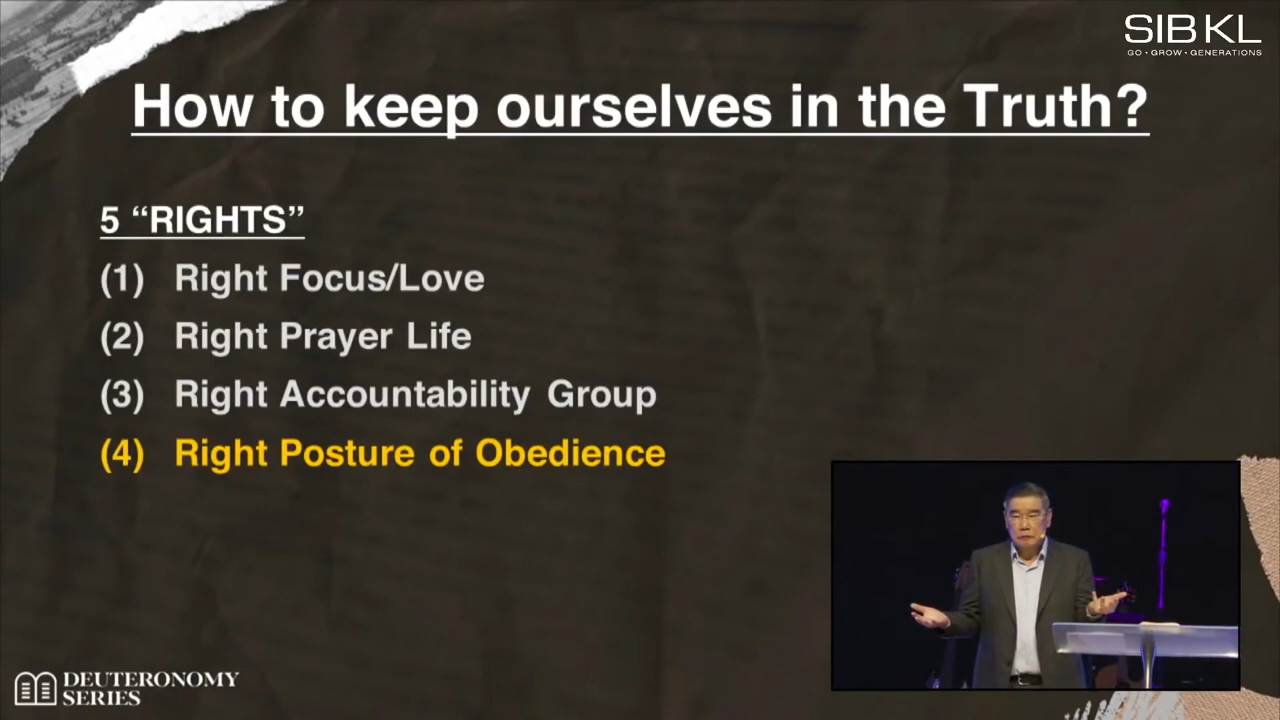 SIBKL
GO • GROW • GENERATIONS
How to keep ourselves in the Truth?
5 “RIGHTS”
(1) Right Focus/Love
(2) Right Prayer Life
(3) Right Accountability Group
(4) Right Posture of Obedience
DEUTERONOMY
SERIES